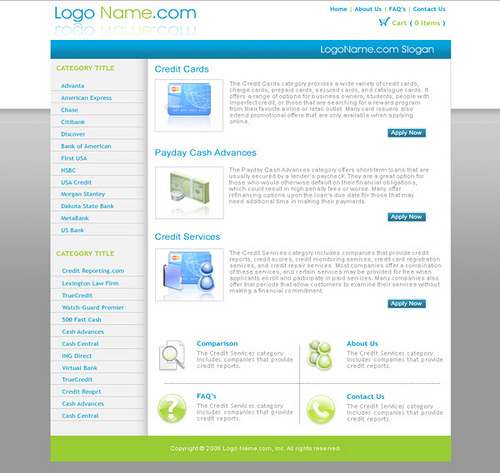 Logo Name.com
Home | About Us | FAQ's | Contact Us
Cart ( 0 Items )
LogoName.com Slogan
CATEGORY TITLE
Advanta
American Express
Chase
Citibank
Discover
Bank of American
First USA
HSBC
USA Credit
Morgan Stanley
Dakota State Bank
MetaBank
US Bank
CATEGORY TITLE
Credit Reporting.com
Lexington Law Firm
TrueCredit
Watch-Guard Premier
500 Fast Cash
Cash Advances
Cash Central
ING Direct
Virtual Bank
TrueCredit
Credit Reoprt
Cash Advances
Cash Central
Credit Cards
The Credit Cards category provides a wide variety of credit cards,
charge cards, prepaid cards, secured cards, and catalogue cards. It
offers a range of options for business owners, students, people with
imperfect credit, or those that are searching for a reward program
from their favorite airline or retail outlet. Many card issuers also
extend promotional offers that are only available when applying
online.
Apply Now
Payday Cash Advances
The Payday Cash Advances category offers short-term loans that are
usually secured by a lender's paycheck. They are a great option for
those who would otherwise default on their financial obligations,
which could result in high penalty fees or worse. Many offer
refinancing options upon the loan's due date for those that may
need additional time in making their payments.
Apply Now
Credit Services
The Credit Services category includes companies that provide credit
reports, credit scores, credit monitoring services, credit card registration
services, and credit repair services. Most companies offer a combination
of these services, and certain services may be provided for free when
applicants enroll and participate in paid services. Many companies also
offer trial periods that allow customers to examine their services without
making a financial commitment.
Apply Now
Comparison
The Credit Services category
includes companies that provide
credit reports.
About Us
The Credit Services category
includes companies that provide
credit reports.
FAQ's
The Credit Services category
includes companies that provide
credit reports.
Contact Us
The Credit Services category
includes companies that provide
credit reports.
Copyright © 2006 Logo Name.com, Inc. All rights reserved.